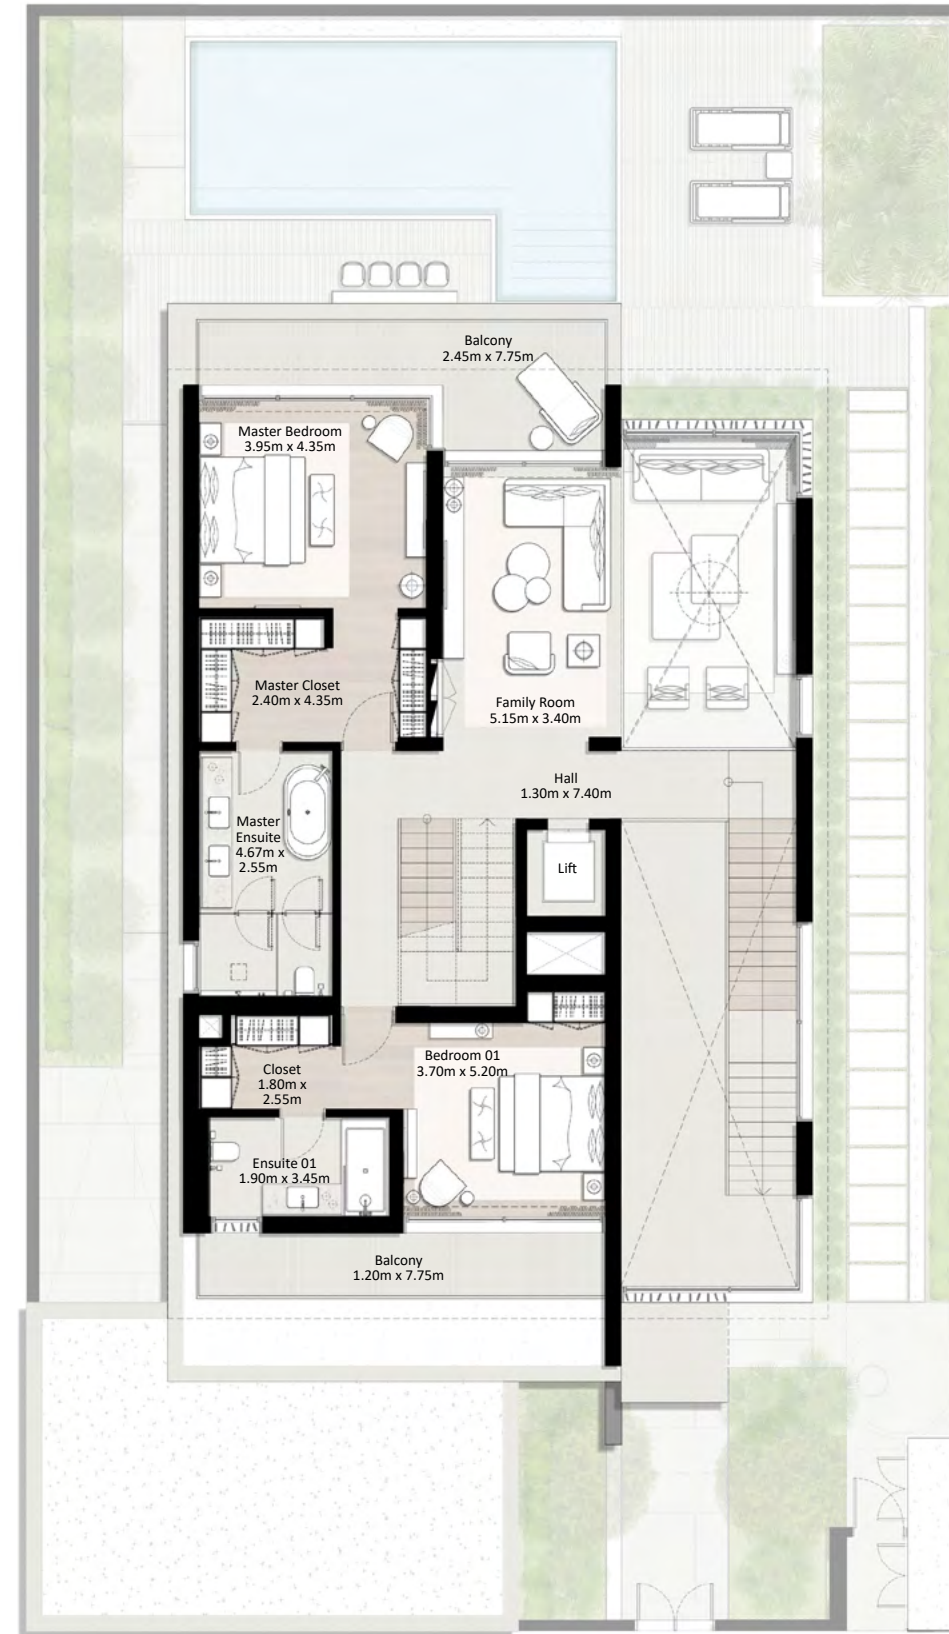 Balcony
2.45m x 7.75m
Master Bedroom
3.95m x 4.35m
Master Closet
2.40m x 4.35m
Family Room
5.15m x 3.40m
Hall
1.30m x 7.40m
Master
Ensuite
4.67m x
2.55m
Lift
Bedroom 01
3.70m x 5.20m
Closet
1.80m x
2.55m
Ensuite 01
1.90m x 3.45m
Balcony
1.20m x 7.75m